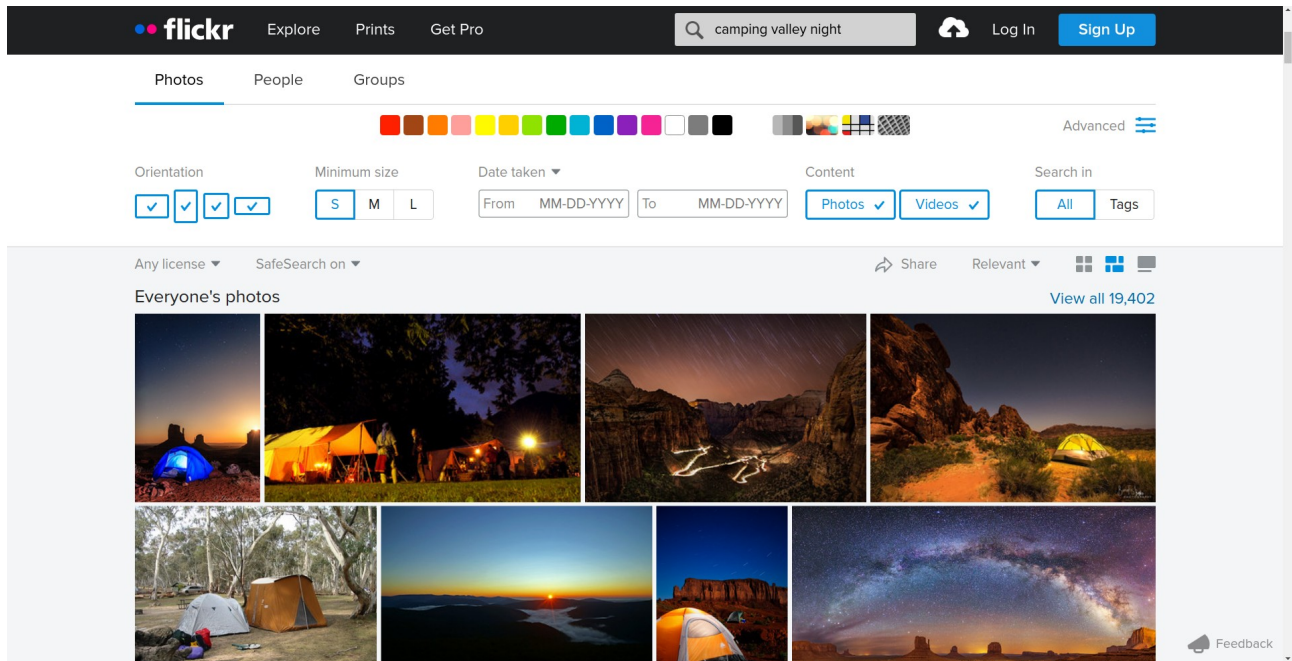 flickr Explore Prints Get Pro camping valley night Log In Sign Up
Photos People Groups
Advanced
Orientation Minimum size Date taken Content Search in
S M L From MM-DD-YYYY To MM-DD-YYYY Photos Videos All Tags
Any license SafeSearch on Share Relevant
Everyone's photos View all 19,402
Feedback